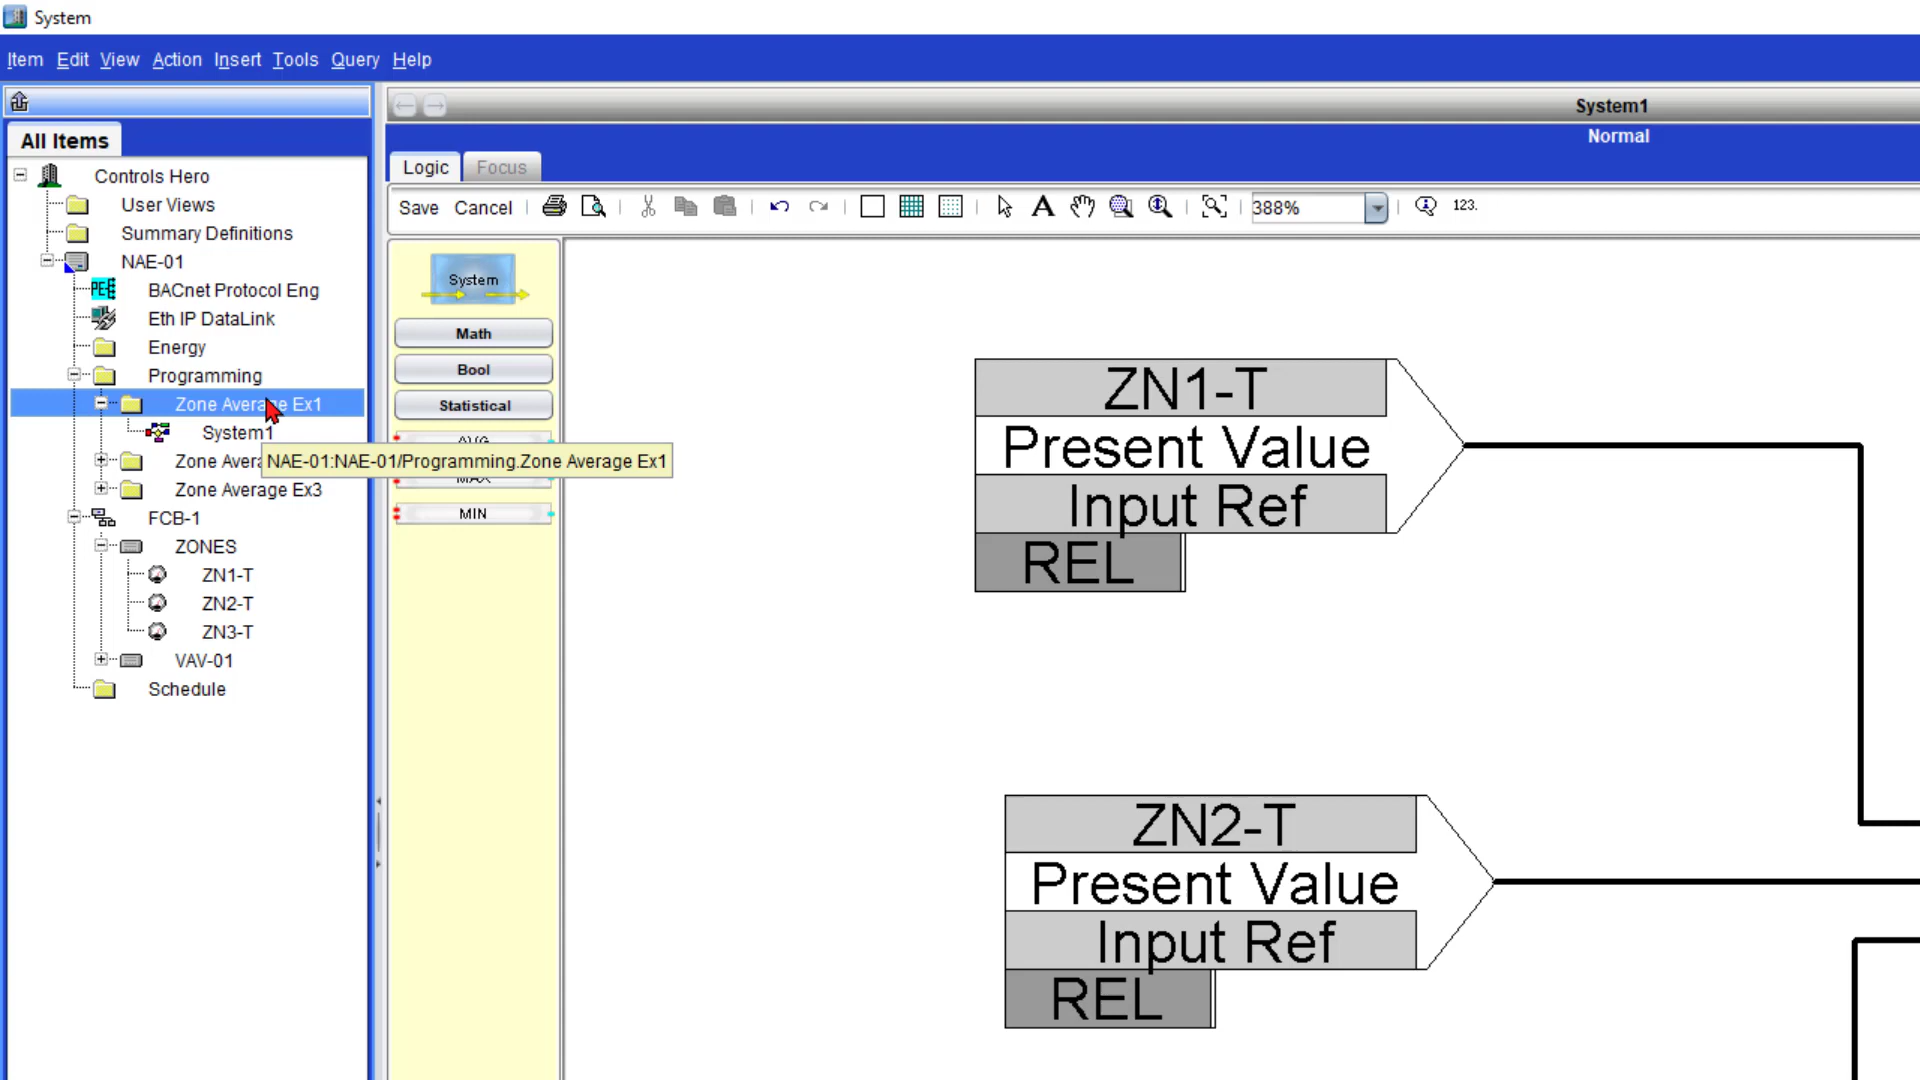 System
Item Edit View Action Insert Tools Query Help
System1
Normal
All Items
Logic Focus
Save Cancel 388% 123.
Controls Hero
User Views
Summary Definitions
NAE-01
BACnet Protocol Eng
Eth IP DataLink
Energy
Programming
Zone Average Ex1
System1
Zone Avera
Zone Average Ex3
FCB-1
ZONES
ZN1-T
ZN2-T
ZN3-T
VAV-01
Schedule
NAE-01:NAE-01/Programming.Zone Average Ex1
System
Math
Bool
Statistical
AVG
MAX
MIN
ZN1-T
Present Value
Input Ref
REL
ZN2-T
Present Value
Input Ref
REL